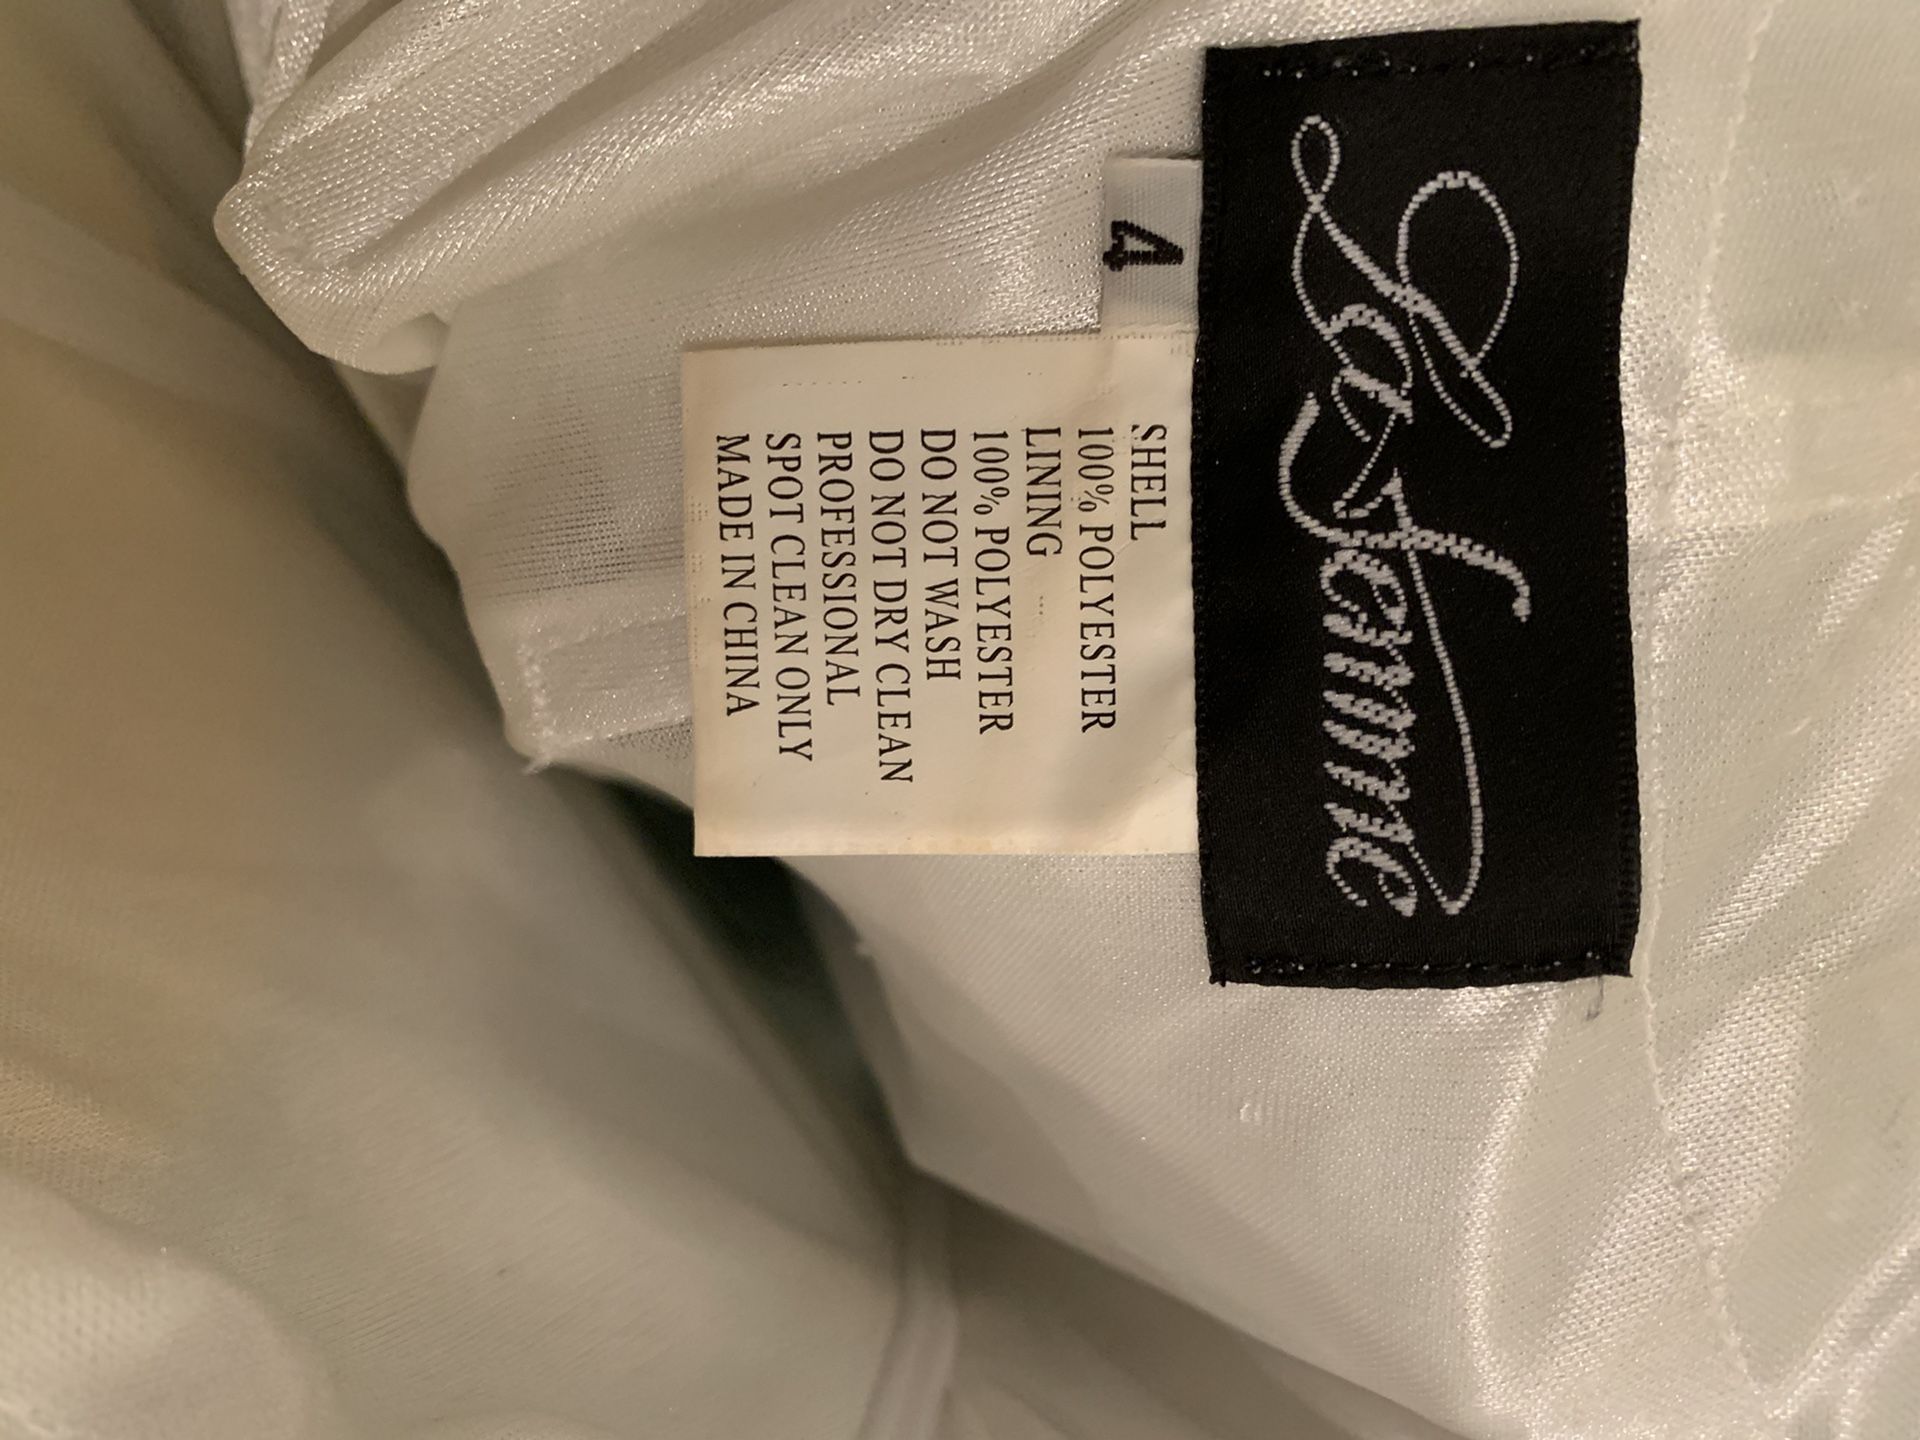 La Femme
4
SHELL
100% POLYESTER
LINING
100% POLYESTER
DO NOT WASH
DO NOT DRY CLEAN
PROFESSIONAL
SPOT CLEAN ONLY
MADE IN CHINA